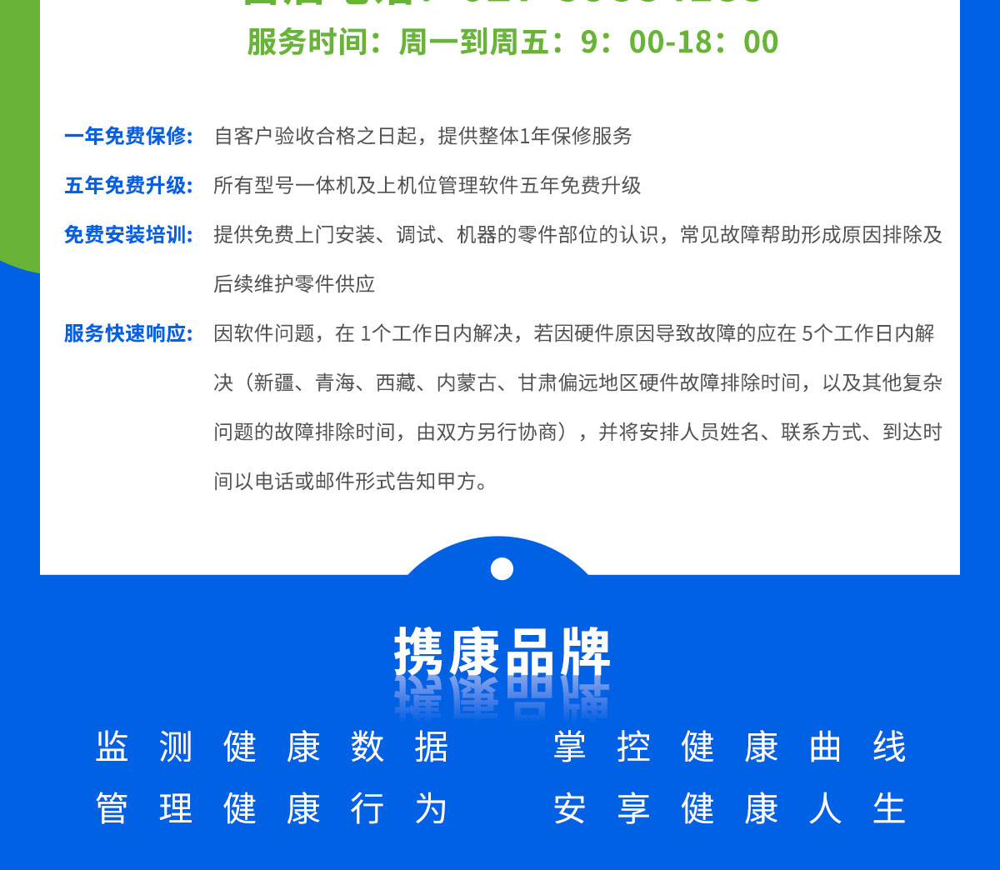 服务时间：周一到周五：9：00-18：00
一年免费保修: 自客户验收合格之日起，提供整体1年保修服务
五年免费升级: 所有型号一体机及上机位管理软件五年免费升级
免费安装培训: 提供免费上门安装、调试、机器的零件部位的认识，常见故障帮助形成原因排除及
后续维护零件供应
服务快速响应: 因软件问题，在 1个工作日内解决，若因硬件原因导致故障的应在 5个工作日内解
决（新疆、青海、西藏、内蒙古、甘肃偏远地区硬件故障排除时间，以及其他复杂
问题的故障排除时间，由双方另行协商），并将安排人员姓名、联系方式、到达时
间以电话或邮件形式告知甲方。
携康品牌
监测健康数据 掌控健康曲线
管理健康行为 安享健康人生